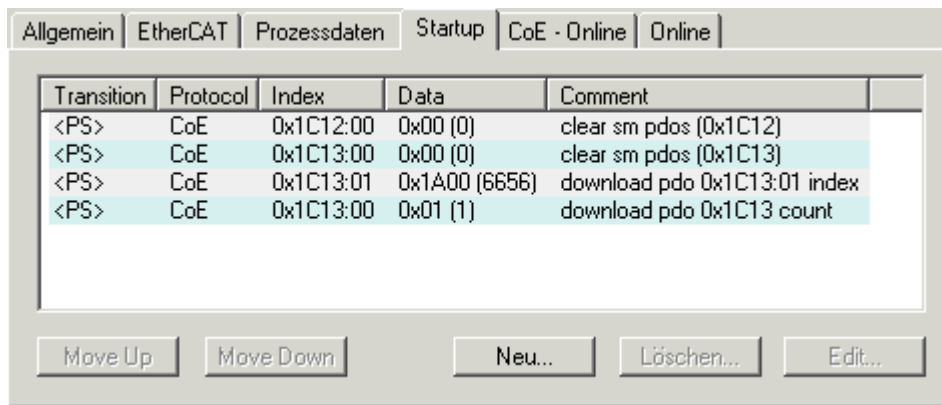 Allgemein EtherCAT Prozessdaten Startup CoE - Online Online
Transition Protocol Index Data Comment
<PS> CoE 0x1C12:00 0x00 (0) clear sm pdos (0x1C12)
<PS> CoE 0x1C13:00 0x00 (0) clear sm pdos (0x1C13)
<PS> CoE 0x1C13:01 0x1A00 (6656) download pdo 0x1C13:01 index
<PS> CoE 0x1C13:00 0x01 (1) download pdo 0x1C13 count
Move Up Move Down Neu... Löschen... Edit...